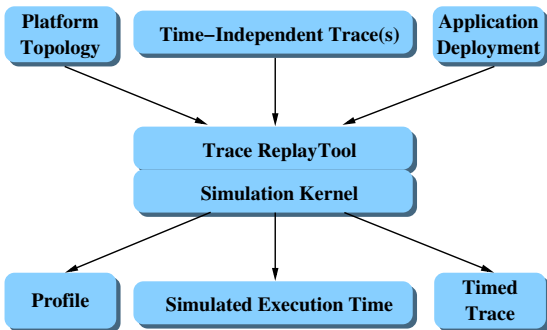 Platform
Topology
Time−Independent Trace(s)
Application
Deployment
Trace ReplayTool
Simulation Kernel
Profile
Simulated Execution Time
Timed
Trace